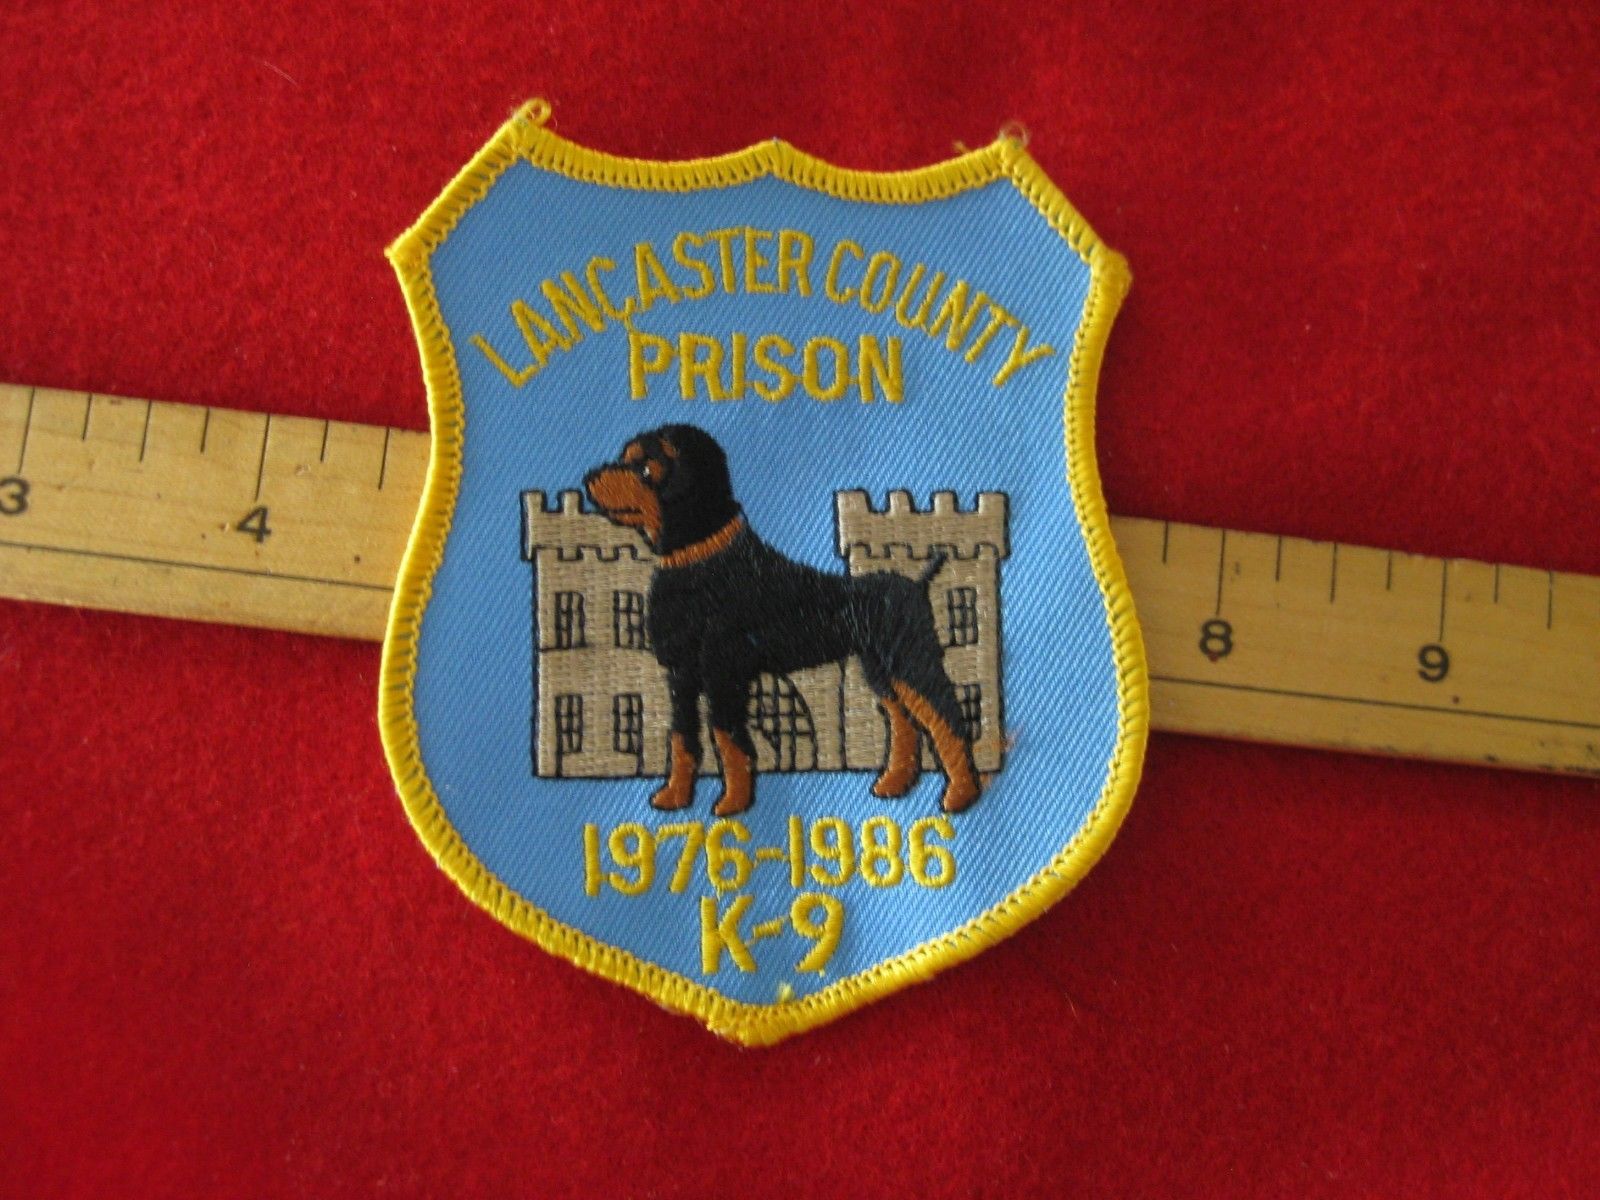 LANCASTER COUNTY
PRISON
3 4 8 9
1976-1986
K-9